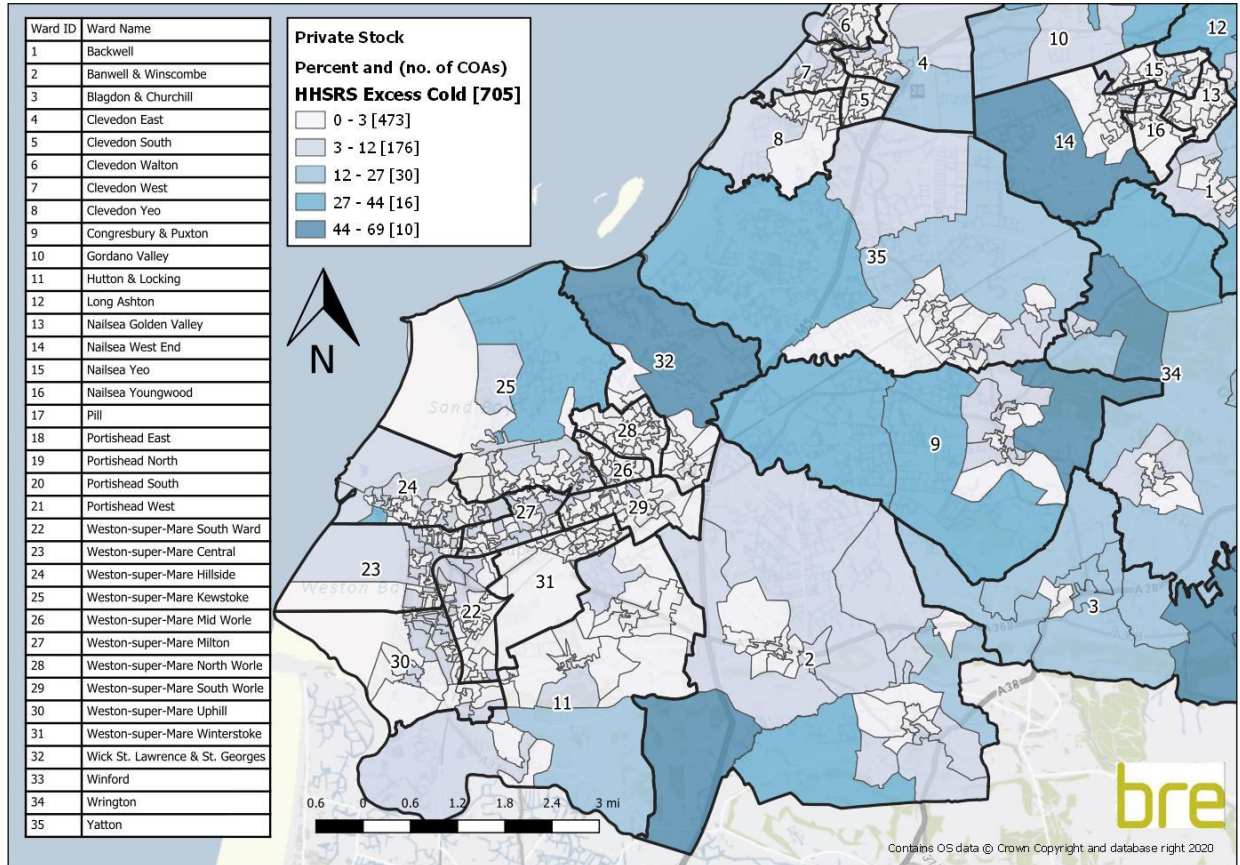 Ward ID Ward Name
1 Backwell
2 Banwell & Winscombe
3 Blagdon & Churchill
4 Clevedon East
5 Clevedon South
6 Clevedon Walton
7 Clevedon West
8 Clevedon Yeo
9 Congresbury & Puxton
10 Gordano Valley
11 Hutton & Locking
12 Long Ashton
13 Nailsea Golden Valley
14 Nailsea West End
15 Nailsea Yeo
16 Nailsea Youngwood
17 Pill
18 Portishead East
19 Portishead North
20 Portishead South
21 Portishead West
22 Weston-super-Mare South Ward
23 Weston-super-Mare Central
24 Weston-super-Mare Hillside
25 Weston-super-Mare Kewstoke
26 Weston-super-Mare Mid Worle
27 Weston-super-Mare Milton
28 Weston-super-Mare North Worle
29 Weston-super-Mare South Worle
30 Weston-super-Mare Uphill
31 Weston-super-Mare Winterstoke
32 Wick St. Lawrence & St. Georges
33 Winford
34 Wrington
35 Yatton
Private Stock
Percent and (no. of COAs)
HHSRS Excess Cold [705]
0 - 3 [473]
3 - 12 [176]
12 - 27 [30]
27 - 44 [16]
44 - 69 [10]
N
6
10
12
7
4
15
5
13
8
14
16
1
20
35
32
34
25
28
9
26
24
27
29
23
31
22
3
A38
30
2
11
A38
0.6 0 0.6 1.2 1.8 2.4 3 mi
bre
Contains OS data © Crown Copyright and database right 2020